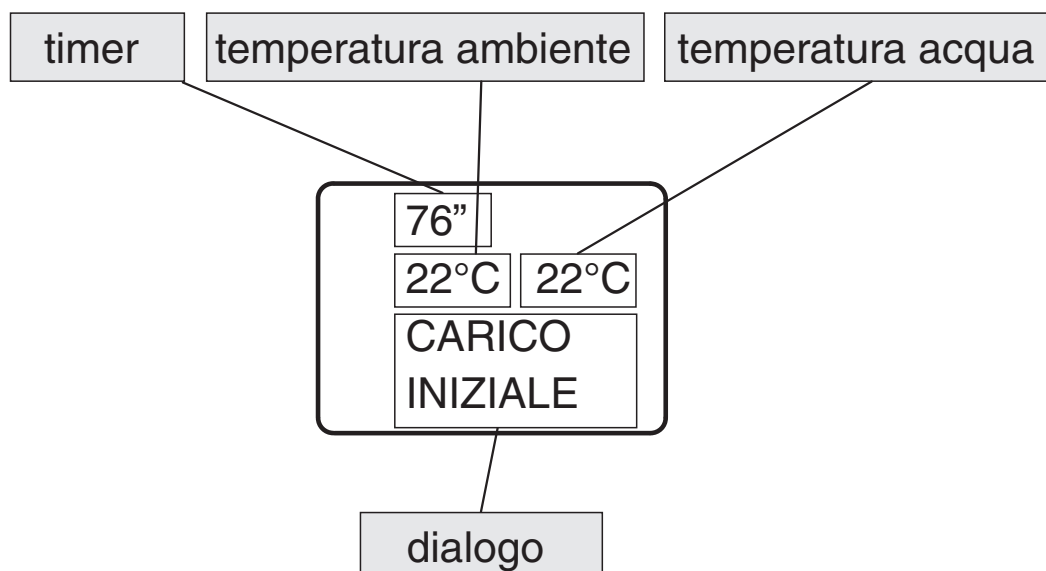 timer
temperatura ambiente
temperatura acqua
76”
22°C
22°C
CARICO
INIZIALE
dialogo